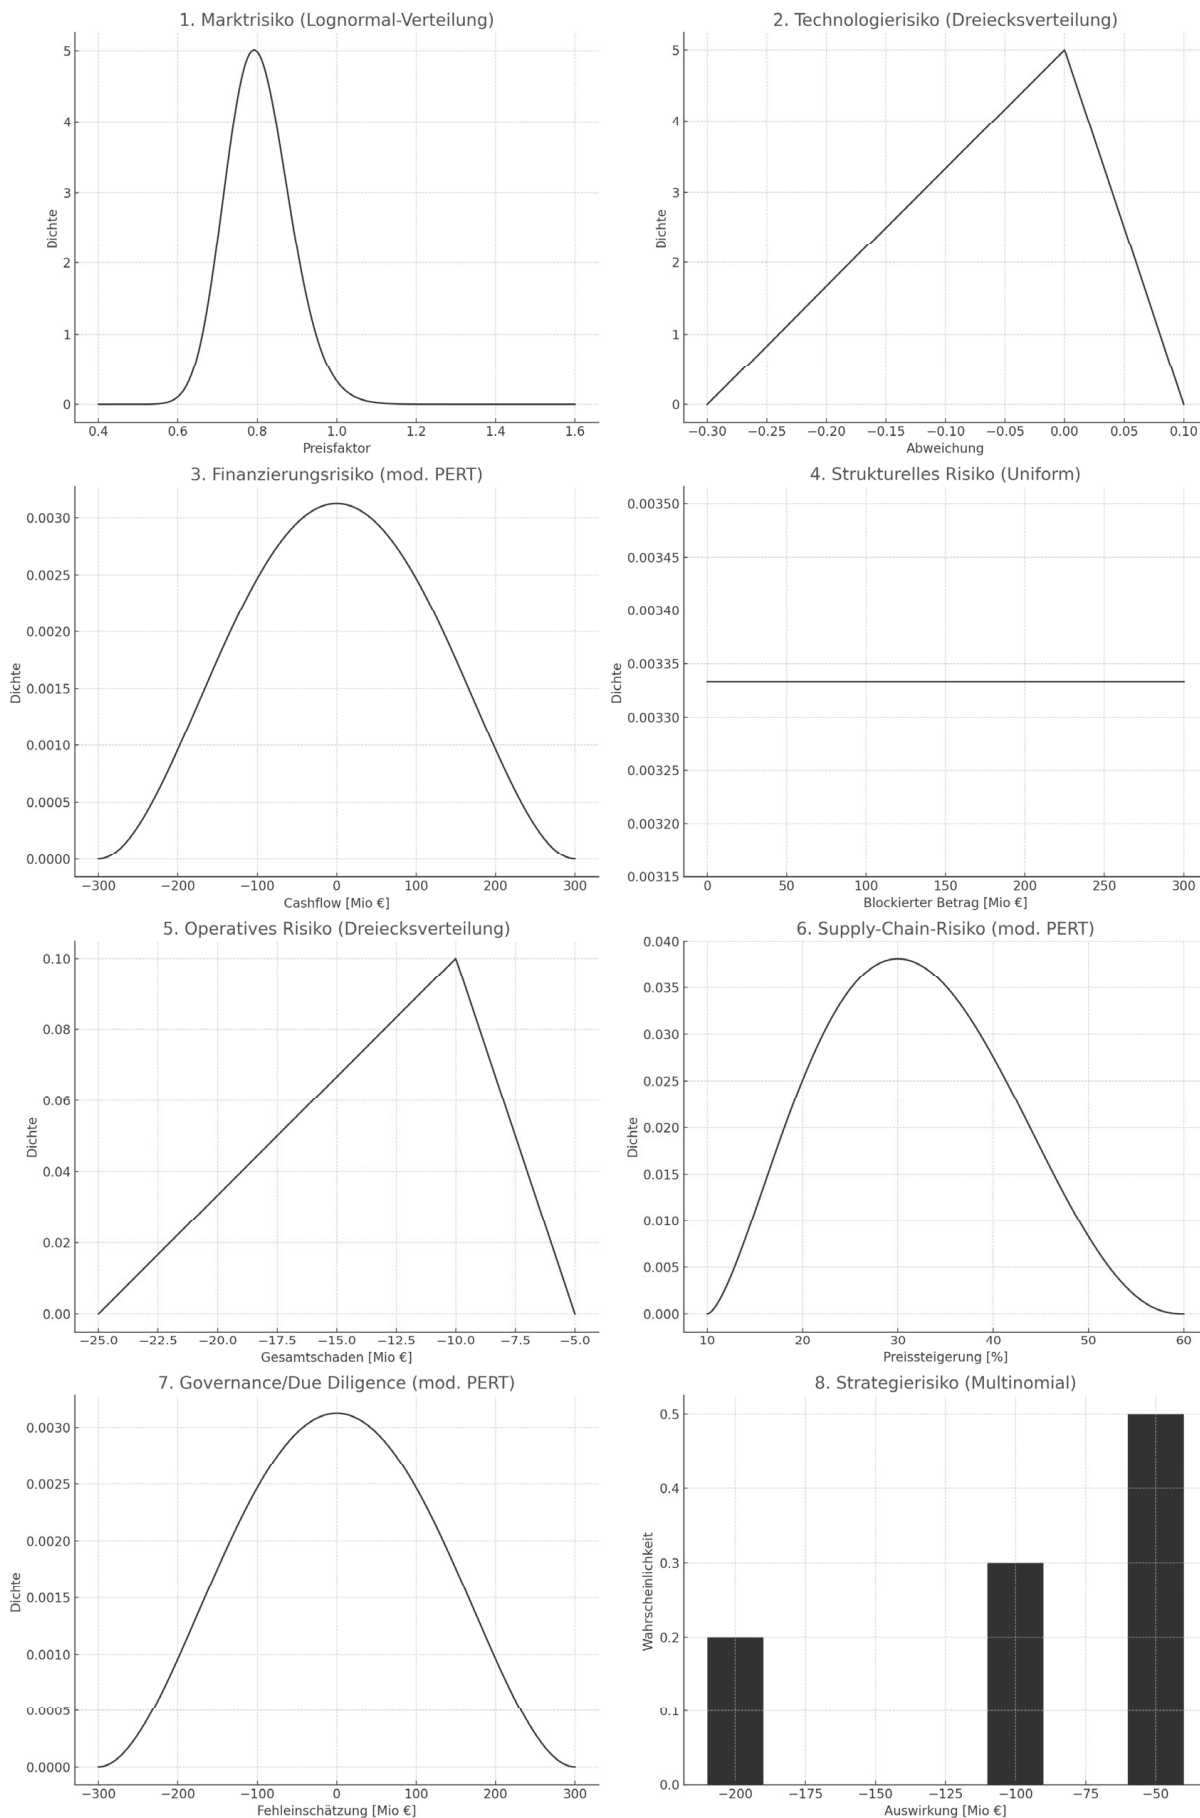 1. Marktrisiko (Lognormal-Verteilung)
5
4
3
2
1
0
Dichte
0.4 0.6 0.8 1.0 1.2 1.4 1.6
Preisfaktor
2. Technologierisiko (Dreiecksverteilung)
5
4
3
2
1
0
Dichte
−0.30 −0.25 −0.20 −0.15 −0.10 −0.05 0.00 0.05 0.10
Abweichung
3. Finanzierungsrisiko (mod. PERT)
0.0030
0.0025
0.0020
0.0015
0.0010
0.0005
0.0000
Dichte
−300 −200 −100 0 100 200 300
Cashflow [Mio €]
4. Strukturelles Risiko (Uniform)
0.00350
0.00345
0.00340
0.00335
0.00330
0.00325
0.00320
0.00315
Dichte
0 50 100 150 200 250 300
Blockierter Betrag [Mio €]
5. Operatives Risiko (Dreiecksverteilung)
0.10
0.08
0.06
0.04
0.02
0.00
Dichte
−25.0 −22.5 −20.0 −17.5 −15.0 −12.5 −10.0 −7.5 −5.0
Gesamtschaden [Mio €]
6. Supply-Chain-Risiko (mod. PERT)
0.040
0.035
0.030
0.025
0.020
0.015
0.010
0.005
0.000
Dichte
10 20 30 40 50 60
Preissteigerung [%]
7. Governance/Due Diligence (mod. PERT)
0.0030
0.0025
0.0020
0.0015
0.0010
0.0005
0.0000
Dichte
−300 −200 −100 0 100 200 300
Fehleinschätzung [Mio €]
8. Strategierisiko (Multinomial)
0.5
0.4
0.3
0.2
0.1
0.0
Wahrscheinlichkeit
−200 −175 −150 −125 −100 −75 −50
Auswirkung [Mio €]